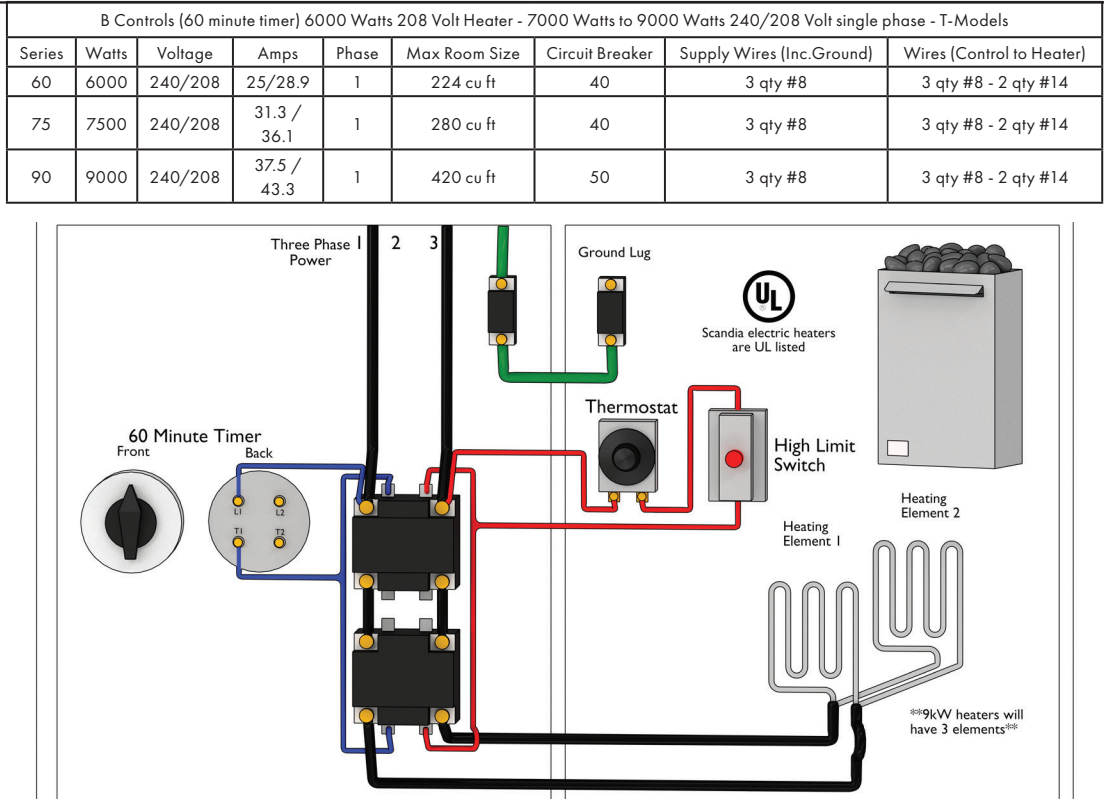 B Controls (60 minute timer) 6000 Watts 208 Volt Heater - 7000 Watts to 9000 Watts 240/208 Volt single phase - T-Models
Series Watts Voltage Amps Phase Max Room Size Circuit Breaker Supply Wires (Inc.Ground) Wires (Control to Heater)
60 6000 240/208 25/28.9 1 224 cu ft 40 3 qty #8 3 qty #8 - 2 qty #14
75 7500 240/208 31.3 / 36.1 1 280 cu ft 40 3 qty #8 3 qty #8 - 2 qty #14
90 9000 240/208 37.5 / 43.3 1 420 cu ft 50 3 qty #8 3 qty #8 - 2 qty #14
Three Phase 1 2 3
Power
Ground Lug
UL
®
Scandia electric heaters
are UL listed
Thermostat
High Limit
Switch
60 Minute Timer
Front Back
L1 L2
T1 T2
Heating
Element 2
Heating
Element 1
**9kW heaters will
have 3 elements**